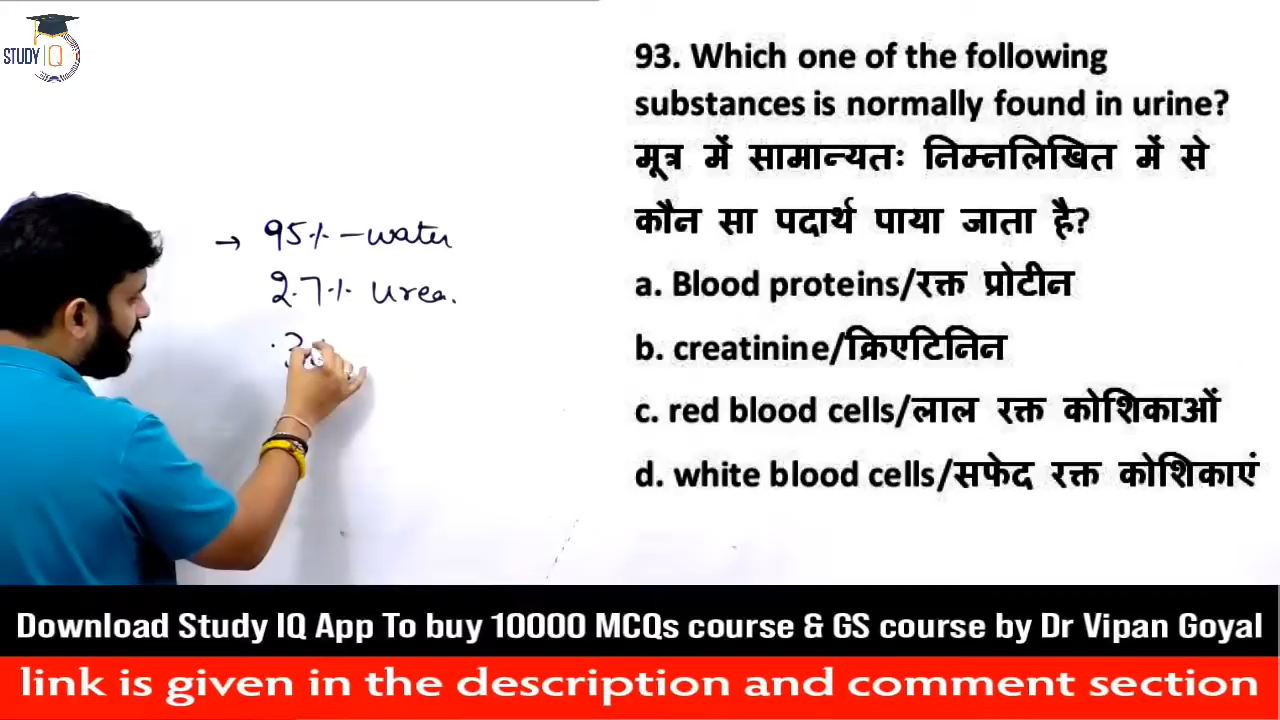 STUDY IQ
93. Which one of the following
substances is normally found in urine?
मूत्र में सामान्यतः निम्नलिखित में से
कौन सा पदार्थ पाया जाता है?
a. Blood proteins/रक्त प्रोटीन
b. creatinine/क्रिएटिनिन
c. red blood cells/लाल रक्त कोशिकाओं
d. white blood cells/सफेद रक्त कोशिकाएं
→ 95% - water
2.7% urea.
Download Study IQ App To buy 10000 MCQs course & GS course by Dr Vipan Goyal
link is given in the description and comment section